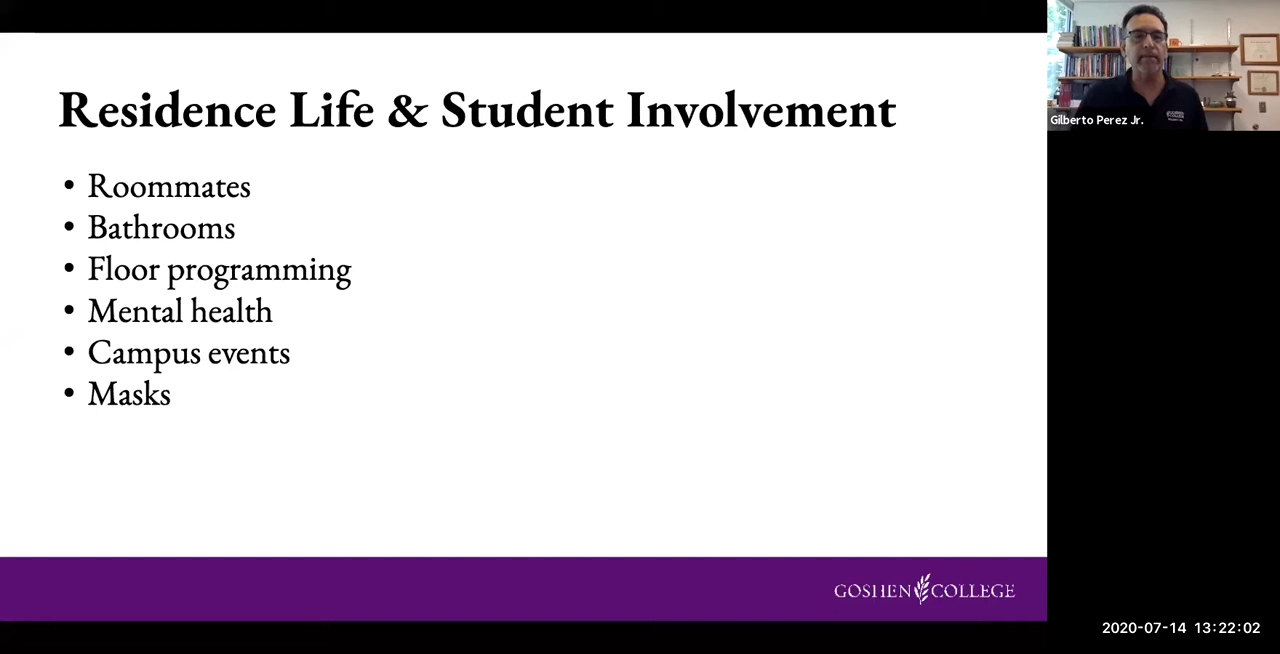 Residence Life & Student Involvement
• Roommates
• Bathrooms
• Floor programming
• Mental health
• Campus events
• Masks
GOSHEN COLLEGE
Gilberto Perez Jr.
2020-07-14 13:22:02